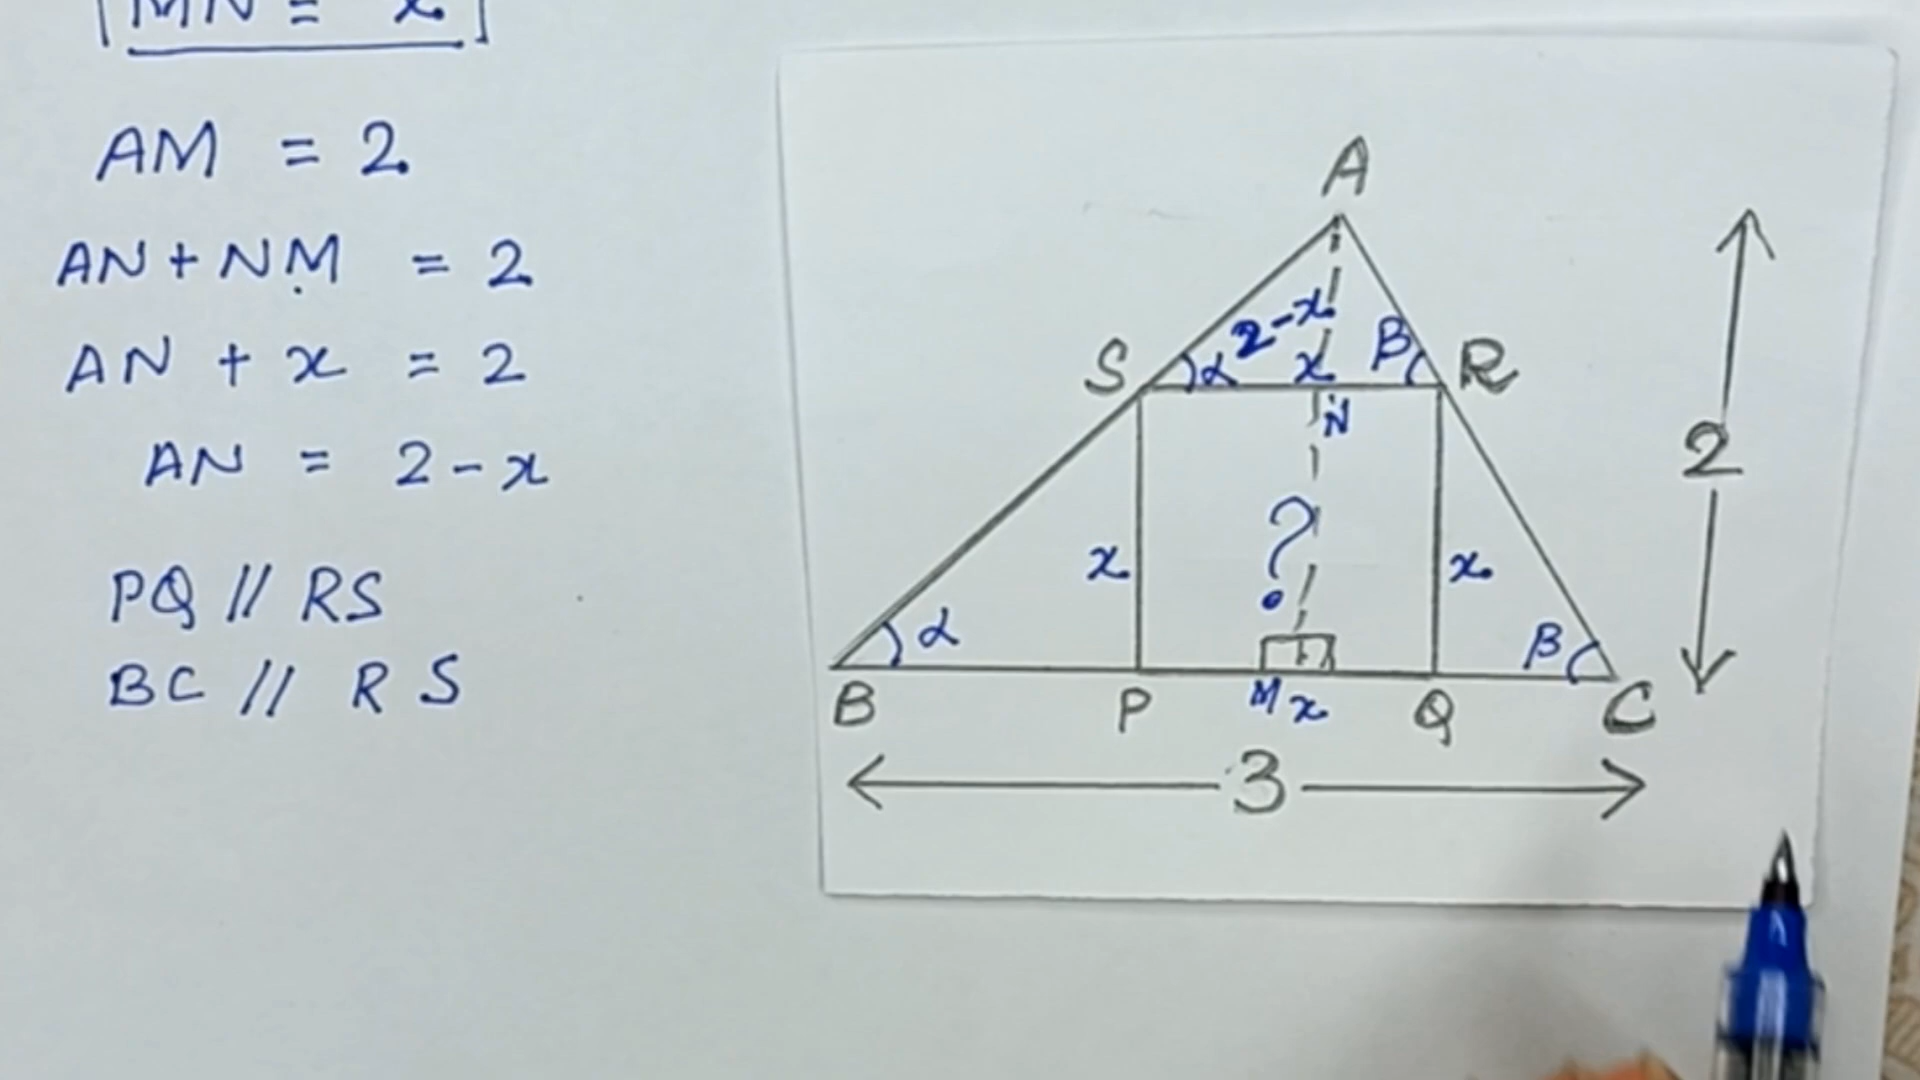 MN = x
AM = 2
AN + NM = 2
AN + x = 2
AN = 2 - x
PQ // RS
BC // RS
A
2-x
S α x β R
N
2
x ? x
α β
B P M x Q C
3